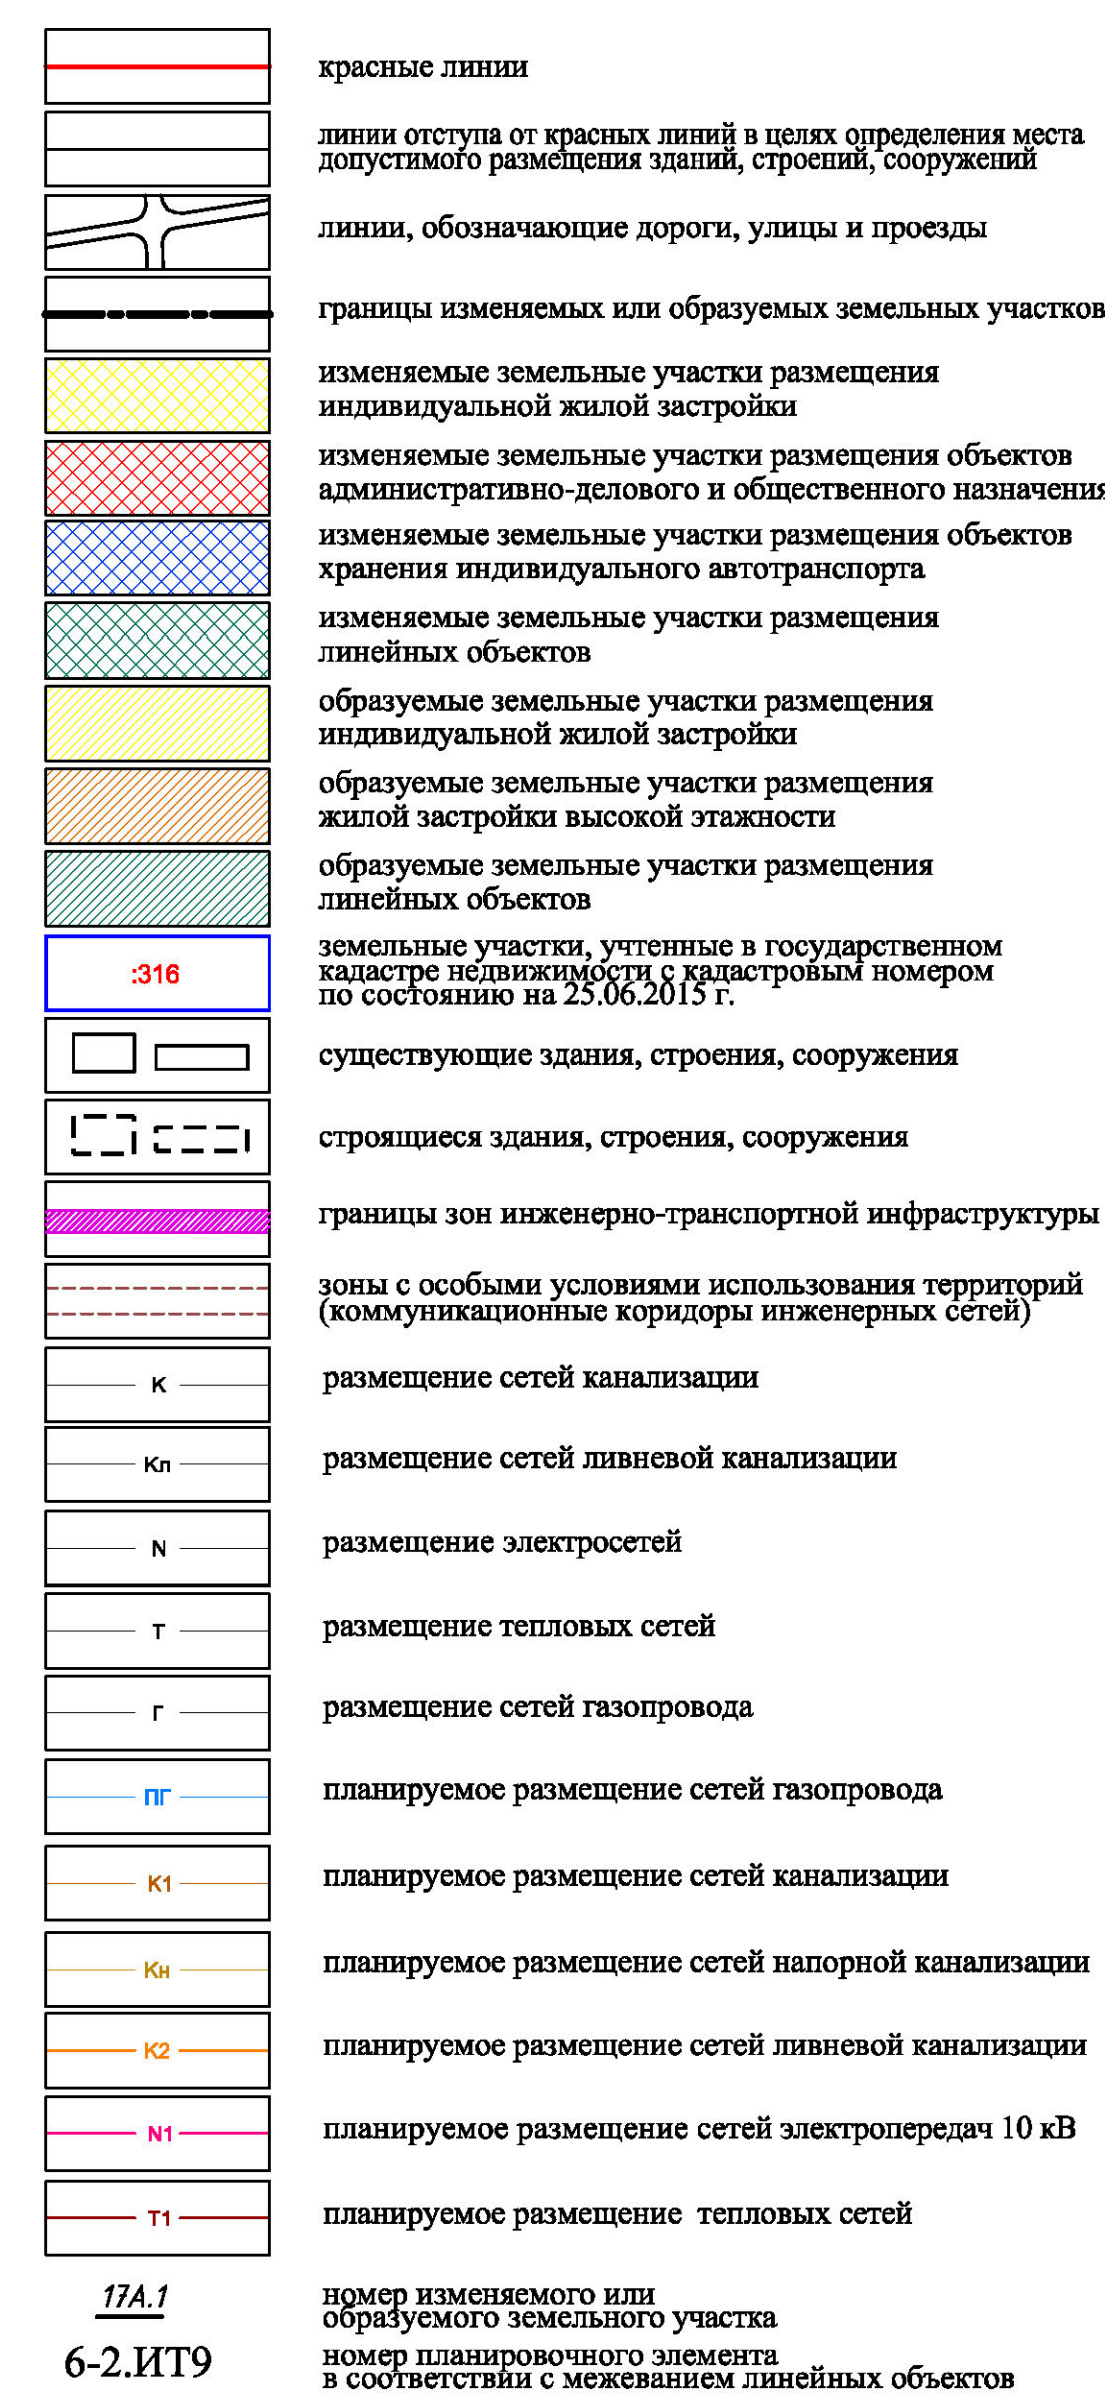 красные линии
линии отступа от красных линий в целях определения места
допустимого размещения зданий, строений, сооружений
линии, обозначающие дороги, улицы и проезды
границы изменяемых или образуемых земельных участков
изменяемые земельные участки размещения
индивидуальной жилой застройки
изменяемые земельные участки размещения объектов
административно-делового и общественного назначения
изменяемые земельные участки размещения объектов
хранения индивидуального автотранспорта
изменяемые земельные участки размещения
линейных объектов
образуемые земельные участки размещения
индивидуальной жилой застройки
образуемые земельные участки размещения
жилой застройки высокой этажности
образуемые земельные участки размещения
линейных объектов
:316
земельные участки, учтенные в государственном
кадастре недвижимости с кадастровым номером
по состоянию на 25.06.2015 г.
существующие здания, строения, сооружения
строящиеся здания, строения, сооружения
границы зон инженерно-транспортной инфраструктуры
зоны с особыми условиями использования территорий
(коммуникационные коридоры инженерных сетей)
К размещение сетей канализации
Кл размещение сетей ливневой канализации
N размещение электросетей
Т размещение тепловых сетей
Г размещение сетей газопровода
ПГ планируемое размещение сетей газопровода
К1 планируемое размещение сетей канализации
Кн планируемое размещение сетей напорной канализации
К2 планируемое размещение сетей ливневой канализации
N1 планируемое размещение сетей электропередач 10 кВ
Т1 планируемое размещение тепловых сетей
17А.1
номер изменяемого или
образуемого земельного участка
6-2.ИТ9
номер планировочного элемента
в соответствии с межеванием линейных объектов